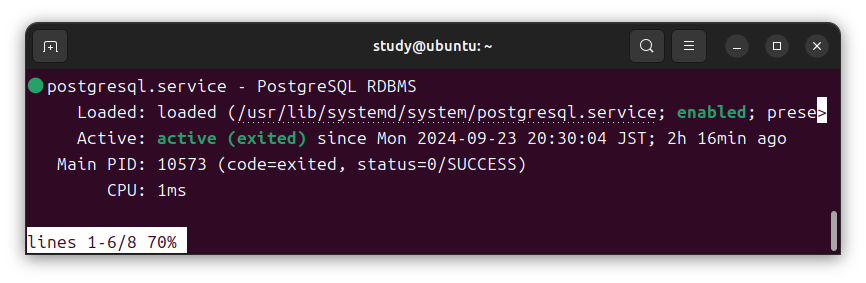 study@ubuntu: ~
postgresql.service - PostgreSQL RDBMS
Loaded: loaded (/usr/lib/systemd/system/postgresql.service; enabled; prese>
Active: active (exited) since Mon 2024-09-23 20:30:04 JST; 2h 16min ago
Main PID: 10573 (code=exited, status=0/SUCCESS)
CPU: 1ms
lines 1-6/8 70%